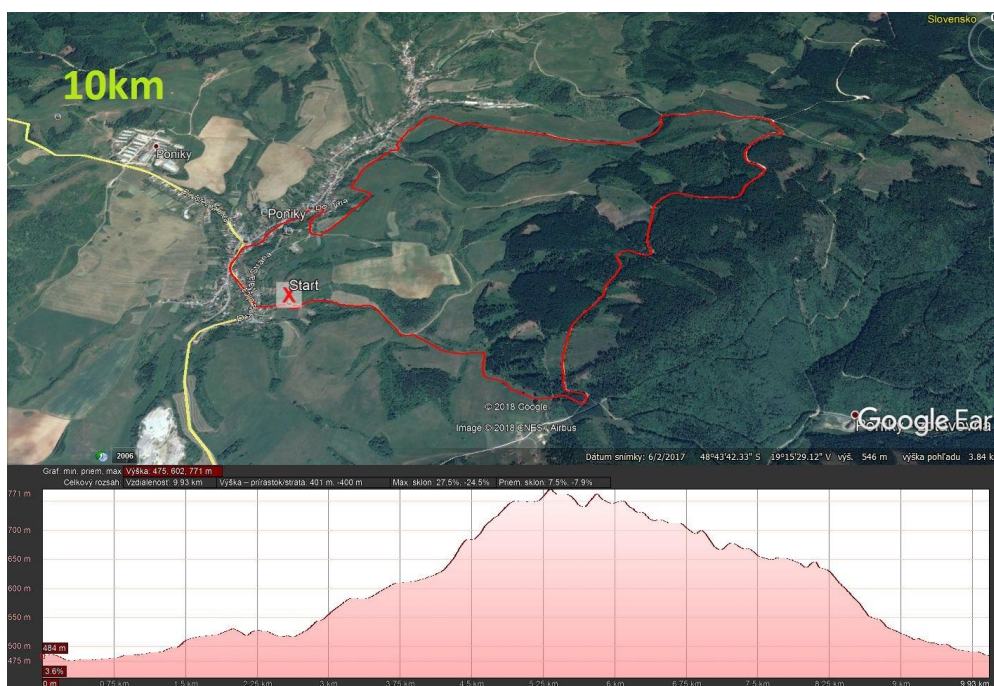 Slovensko
10km
Poniky
Poniky
Start
© 2018 Google
Image © 2018 CNES / Airbus
Google Ear
2006
Dátum snímky: 6/2/2017 48°43'42.33" S 19°15'29.12" V výš. 546 m výška pohľadu 3.84 k
Graf: min, priem, max Výška: 475, 602, 771 m
Celkový rozsah: Vzdialenosť: 9.93 km Výška – prírastok/strata: 401 m, -400 m Max. sklon: 27.5%, -24.5% Priem. sklon: 7.5%, -7.9%
771 m
700 m
650 m
600 m
550 m
500 m
475 m
484 m
3.6%
0 m 0.75 km 1.5 km 2.25 km 3 km 3.75 km 4.5 km 5.25 km 6 km 6.75 km 7.5 km 8.25 km 9 km 9.93 km